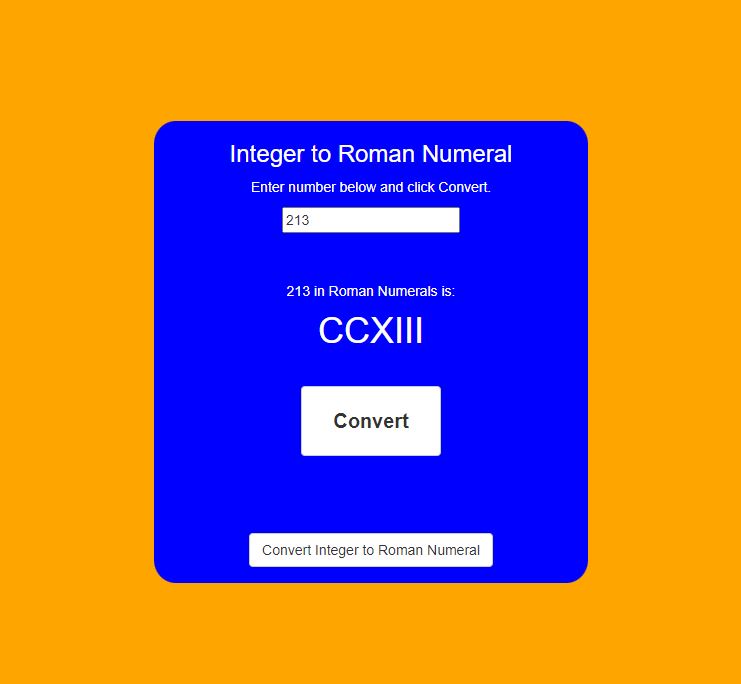 Integer to Roman Numeral
Enter number below and click Convert.
213
213 in Roman Numerals is:
CCXIII
Convert
Convert Integer to Roman Numeral